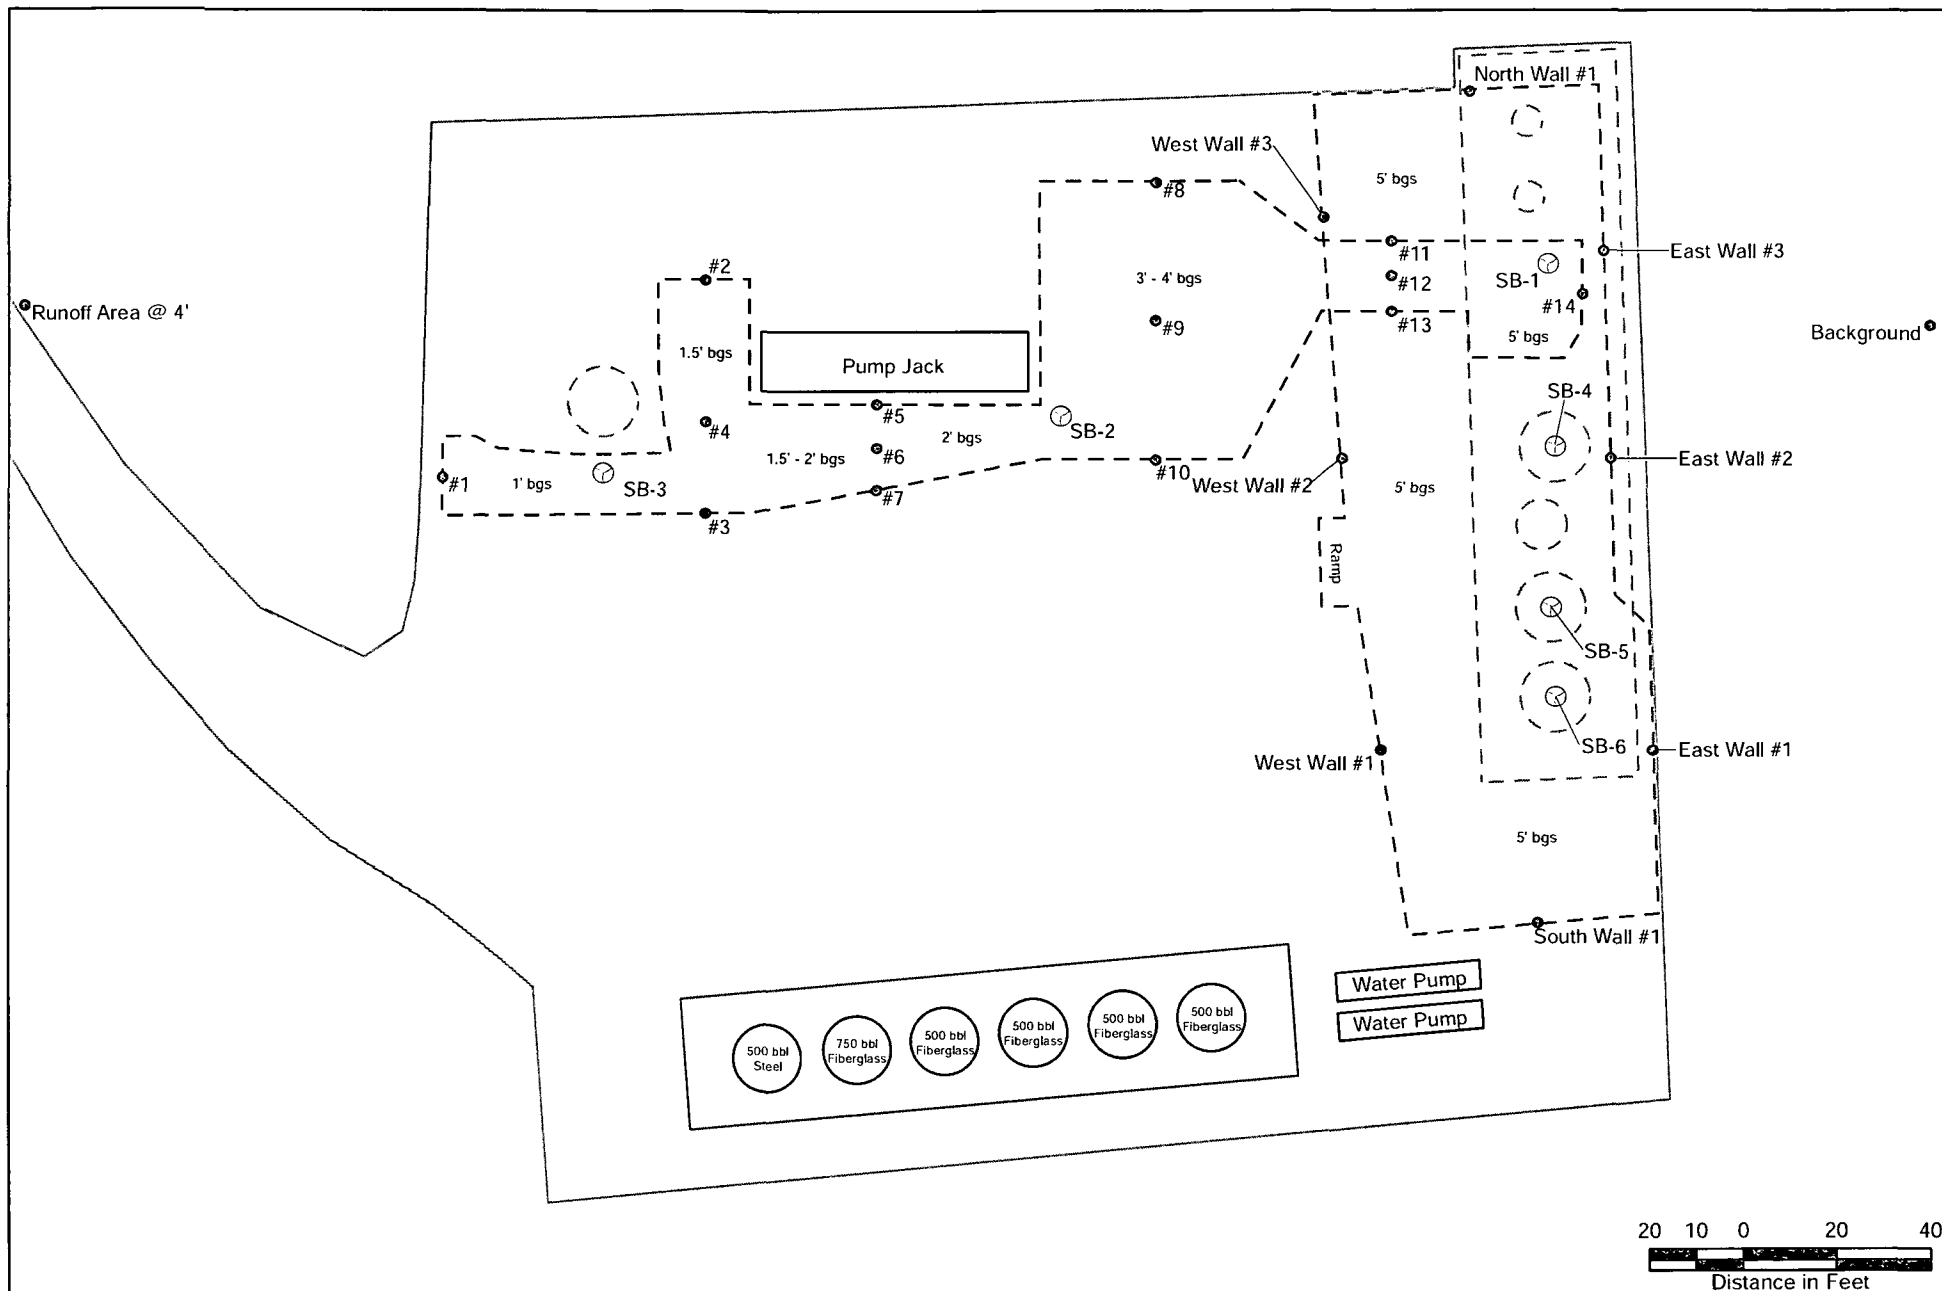 North Wall #1
West Wall #3
5' bgs
#8
#11
East Wall #3
#2
#12
SB-1
3' - 4' bgs
#14
Runoff Area @ 4'
#9
#13
Background
1.5' bgs
Pump Jack
5' bgs
SB-4
#5
#4
SB-2
2' bgs
#6
1.5' - 2' bgs
#10
East Wall #2
#1
1' bgs
SB-3
#7
West Wall #2
5' bgs
#3
Ramp
SB-5
SB-6
East Wall #1
West Wall #1
5' bgs
South Wall #1
Water Pump
Water Pump
500 bbl
Steel
750 bbl
Fiberglass
500 bbl
Fiberglass
500 bbl
Fiberglass
500 bbl
Fiberglass
500 bbl
Fiberglass
20 10 0 20 40
Distance in Feet